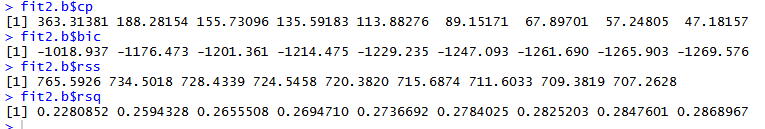 > fit2.b$cp
[1] 363.31381 188.28154 155.73096 135.59183 113.88276 89.15171 67.89701 57.24805 47.18157
> fit2.b$bic
[1] -1018.937 -1176.473 -1201.361 -1214.475 -1229.235 -1247.093 -1261.690 -1265.903 -1269.576
> fit2.b$rss
[1] 765.5926 734.5018 728.4339 724.5458 720.3820 715.6874 711.6033 709.3819 707.2628
> fit2.b$rsq
[1] 0.2280852 0.2594328 0.2655508 0.2694710 0.2736692 0.2784025 0.2825203 0.2847601 0.2868967
>